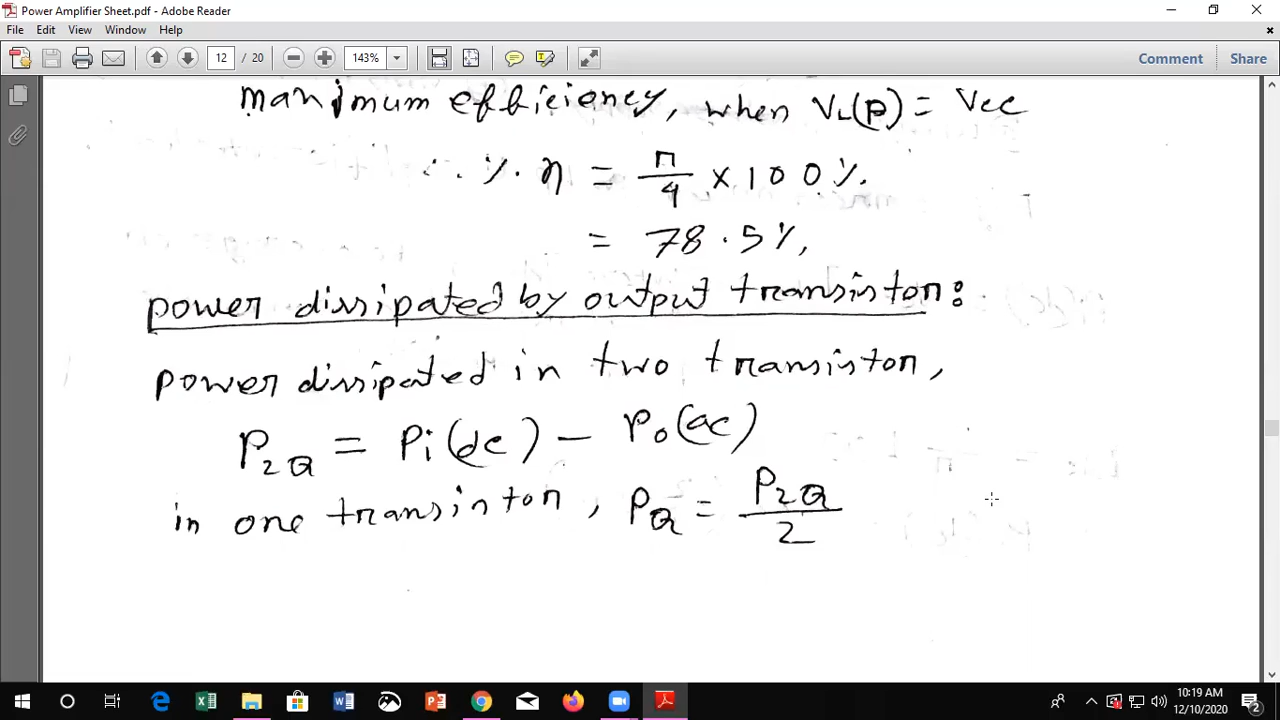 Power Amplifier Sheet.pdf - Adobe Reader
File Edit View Window Help
12 / 20 143% Comment Share
maximum efficiency, when VL(P) = Vcc
∴ % η = π/4 × 100%
= 78.5%
power dissipated by output transistor:
power dissipated in two transistor,
P2Q = Pi(dc) - Po(ac)
in one transistor, PQ = P2Q/2
10:19 AM
12/10/2020
2